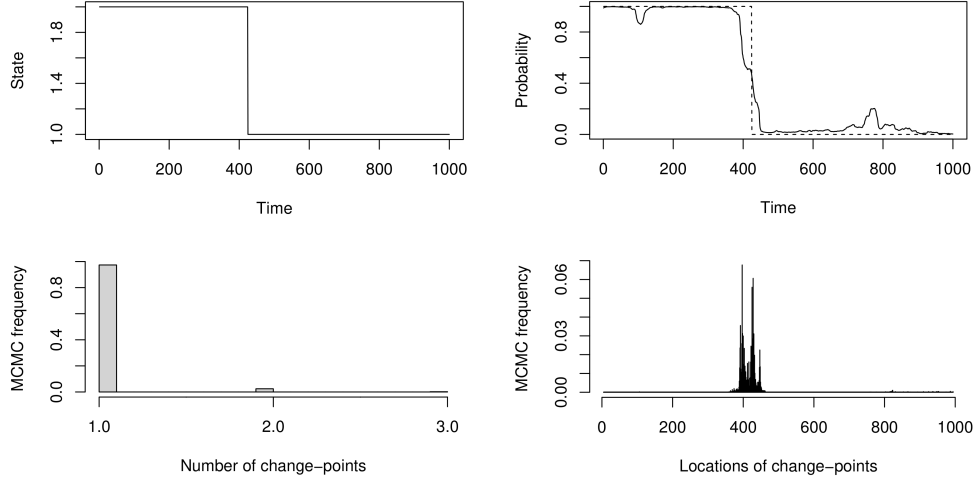 State
1.0 1.4 1.8
0 200 400 600 800 1000
Time
Probability
0.0 0.4 0.8
0 200 400 600 800 1000
Time
MCMC frequency
0.0 0.4 0.8
1.0 2.0 3.0
Number of change−points
MCMC frequency
0.00 0.03 0.06
0 200 400 600 800 1000
Locations of change−points